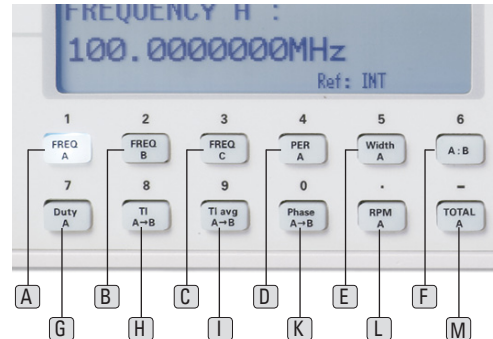 FREQUENCY A :
100.0000000MHz
Ref: INT
1 2 3 4 5 6
FREQ A FREQ B FREQ C PER A Width A A:B
7 8 9 0 . –
Duty A TI A→B TI avg A→B Phase A→B RPM A TOTAL A
A B C D E F
G H I K L M